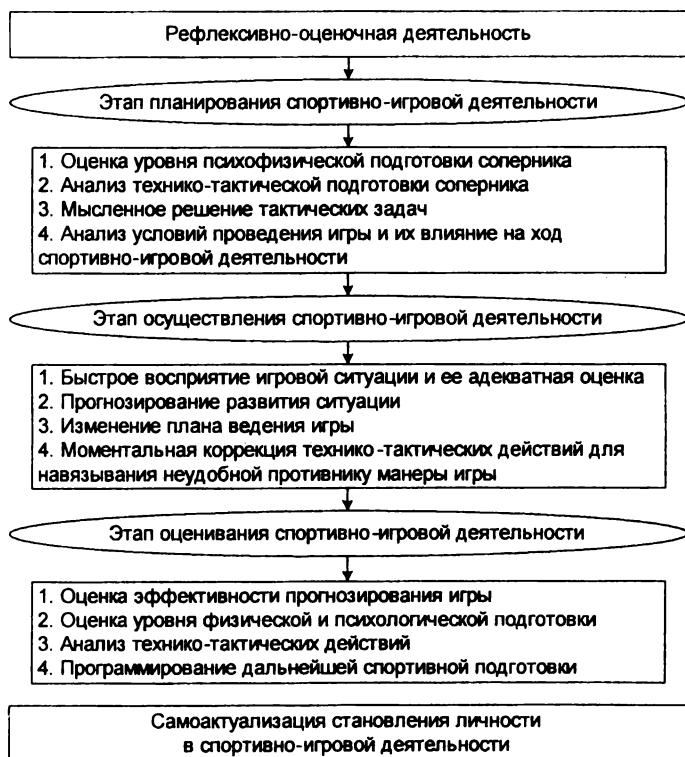 Рефлексивно-оценочная деятельность
Этап планирования спортивно-игровой деятельности
1. Оценка уровня психофизической подготовки соперника
2. Анализ технико-тактической подготовки соперника
3. Мысленное решение тактических задач
4. Анализ условий проведения игры и их влияние на ход
спортивно-игровой деятельности
Этап осуществления спортивно-игровой деятельности
1. Быстрое восприятие игровой ситуации и ее адекватная оценка
2. Прогнозирование развития ситуации
3. Изменение плана ведения игры
4. Моментальная коррекция технико-тактических действий для
навязывания неудобной противнику манеры игры
Этап оценивания спортивно-игровой деятельности
1. Оценка эффективности прогнозирования игры
2. Оценка уровня физической и психологической подготовки
3. Анализ технико-тактических действий
4. Программирование дальнейшей спортивной подготовки
Самоактуализация становления личности
в спортивно-игровой деятельности